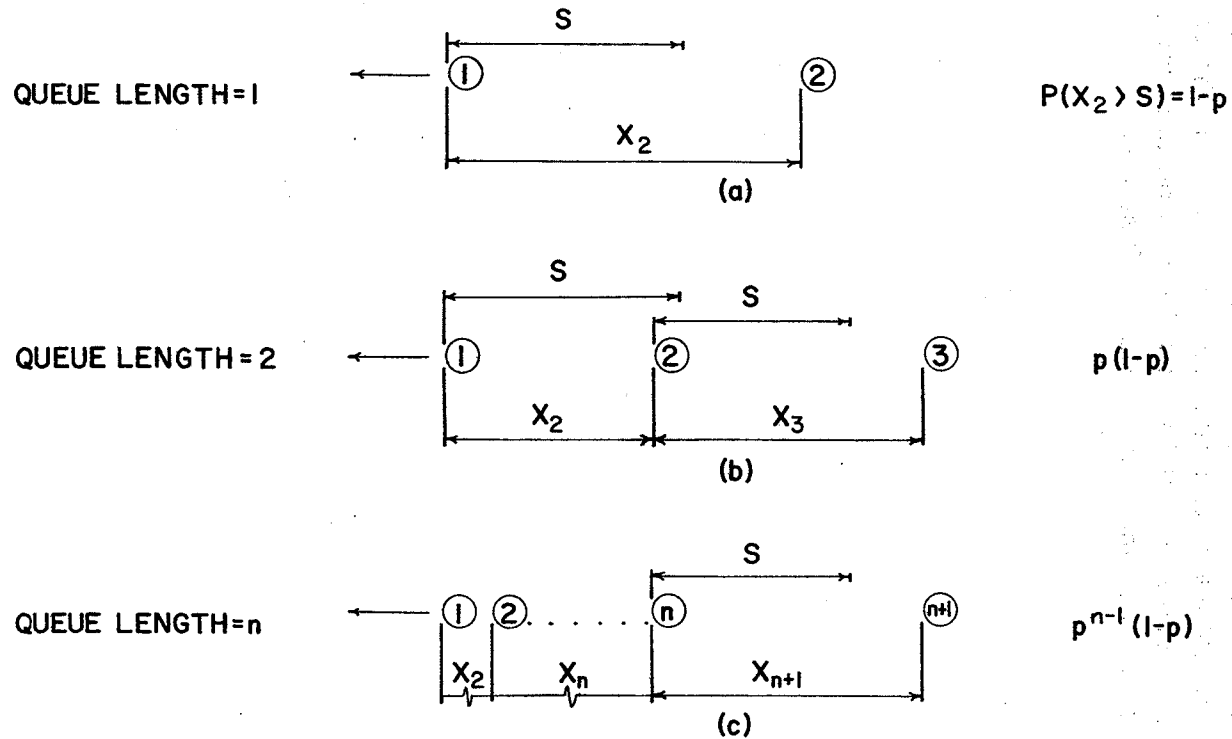 S
QUEUE LENGTH=1
1
2
P(X₂ > S)=1-p
X₂
(a)
S
S
QUEUE LENGTH=2
1
2
3
p(1-p)
X₂
X₃
(b)
S
QUEUE LENGTH=n
1
2
. . . . . .
n
n+1
pⁿ⁻¹(1-p)
X₂
Xₙ
Xₙ₊₁
(c)